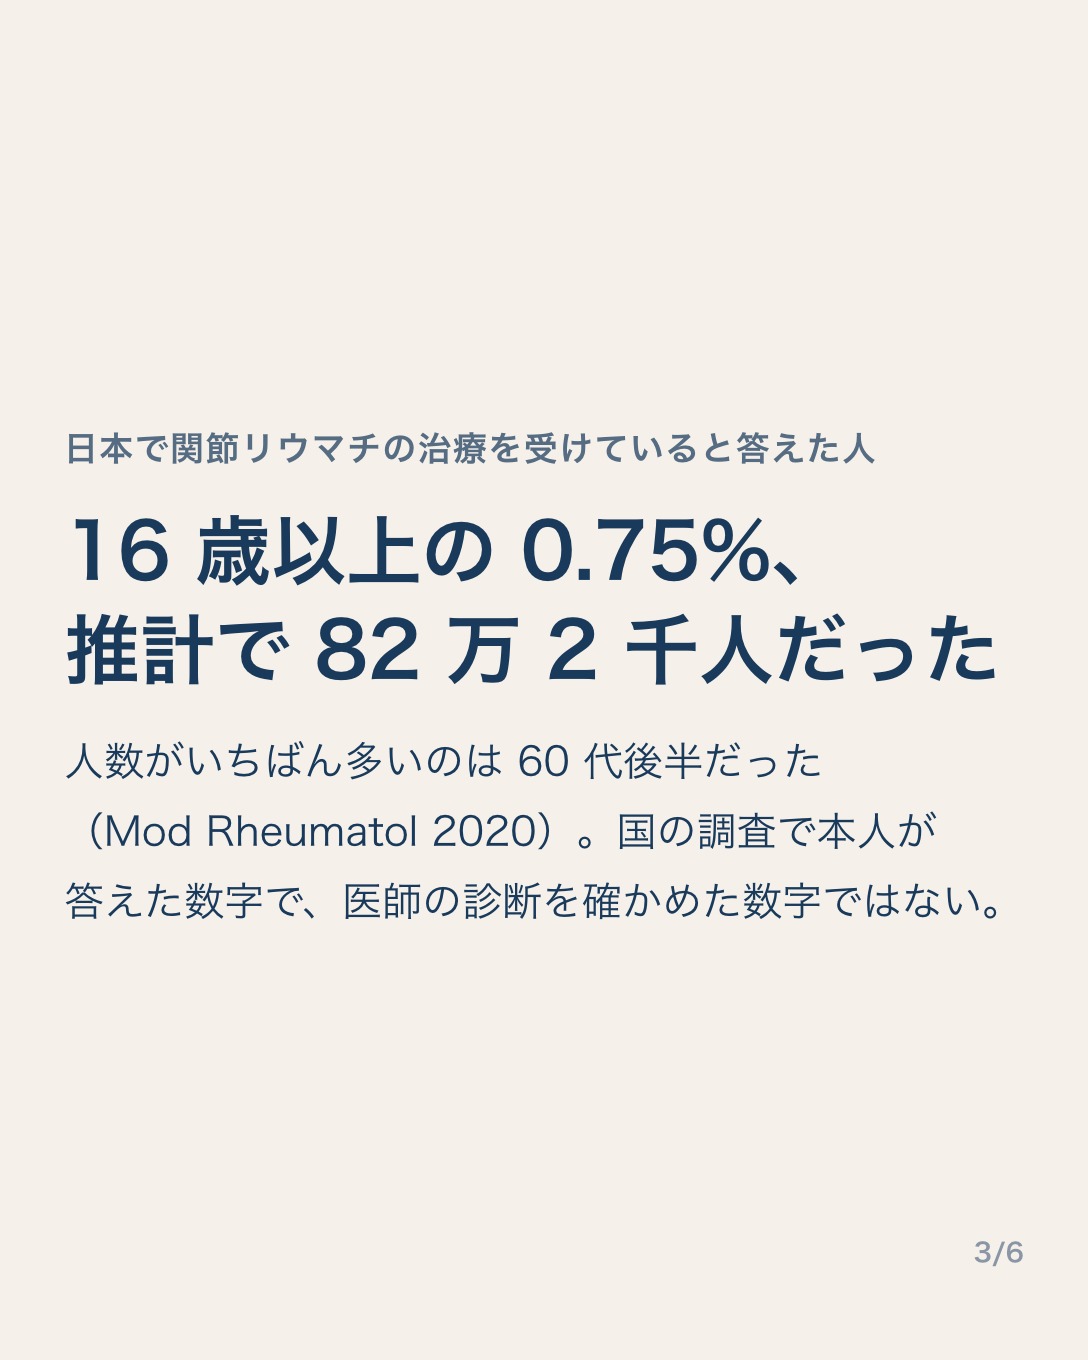 日本で関節リウマチの治療を受けていると答えた人
16 歳以上の 0.75%、
推計で 82 万 2 千人だった
人数がいちばん多いのは 60 代後半だった
（Mod Rheumatol 2020）。国の調査で本人が
答えた数字で、医師の診断を確かめた数字ではない。
3/6